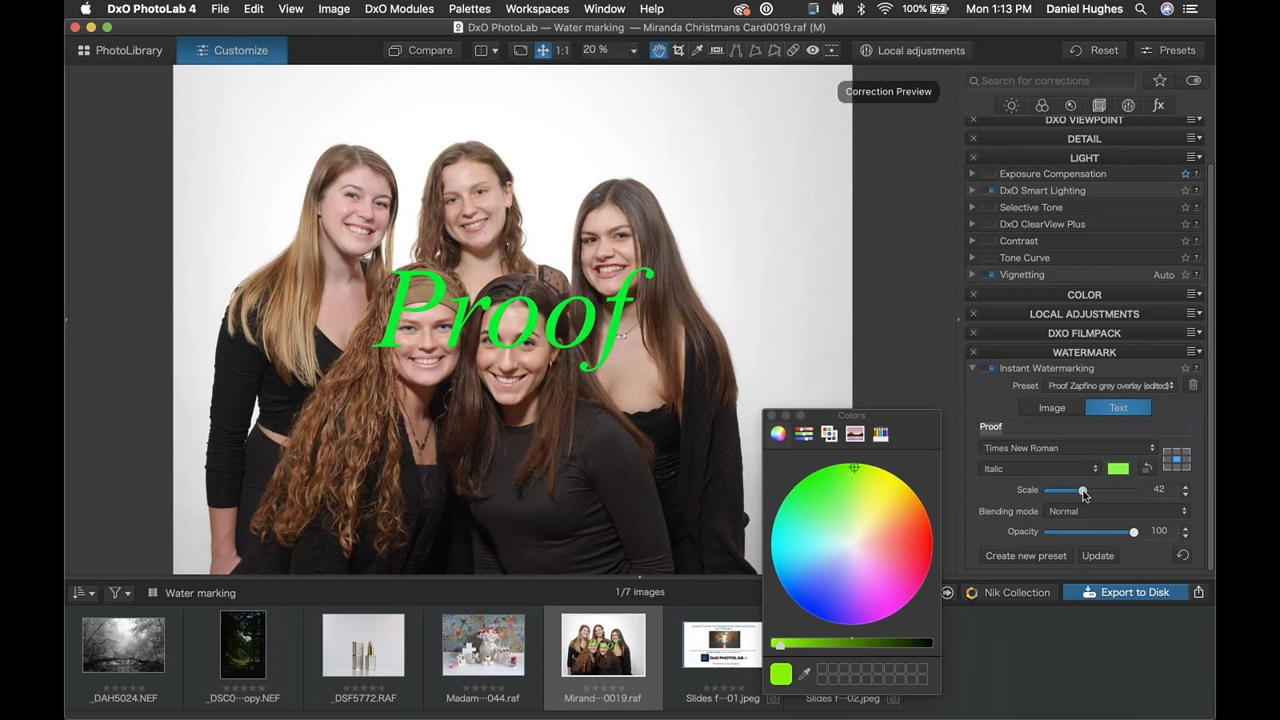 DxO PhotoLab 4 File Edit View Image DxO Modules Palettes Workspaces Window Help 100% Mon 1:13 PM Daniel Hughes
DxO PhotoLab — Water marking — Miranda Christmans Card0019.raf (M)
PhotoLibrary Customize Compare 1:1 20 % Local adjustments Reset Presets
Correction Preview
Search for corrections
fx
DXO VIEWPOINT
DETAIL
LIGHT
Exposure Compensation
DxO Smart Lighting
Selective Tone
DxO ClearView Plus
Contrast
Tone Curve
Vignetting Auto
COLOR
LOCAL ADJUSTMENTS
DXO FILMPACK
WATERMARK
Instant Watermarking
Preset Proof Zapfino grey overlay (edited)
Image Text
Proof
Times New Roman
Italic
Scale 42
Blending mode Normal
Opacity 100
Create new preset Update
Proof
Colors
Water marking 1/7 images Nik Collection Export to Disk
DXO PHOTOLAB 4
_DAH5024.NEF _DSC0···opy.NEF _DSF5772.RAF Madam···044.raf Mirand···0019.raf Slides f···01.jpeg Slides f···02.jpeg